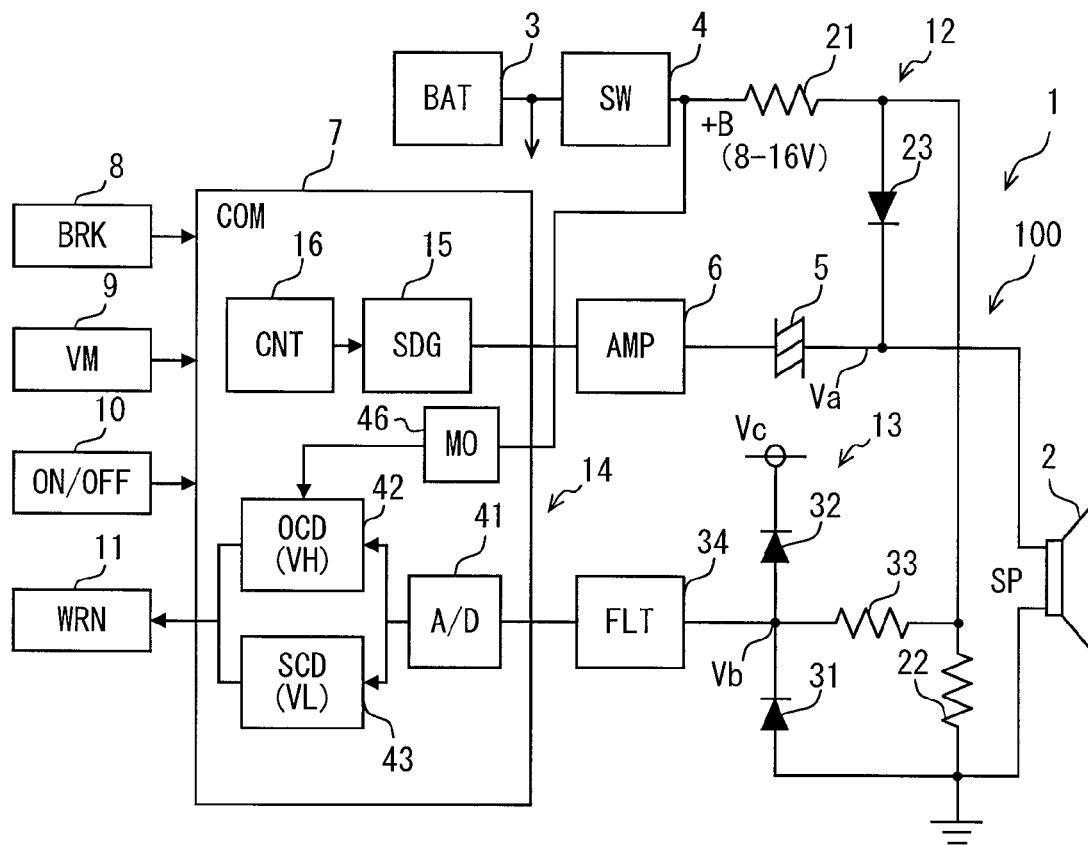 3
4
21
12
BAT
SW
+B
(8-16V)
1
7
23
8
COM
BRK
16
15
100
9
6
5
CNT
SDG
AMP
VM
Va
10
46
MO
Vc
13
ON/OFF
14
2
42
32
OCD
(VH)
41
34
33
SP
11
WRN
A/D
FLT
SCD
(VL)
Vb
31
22
43